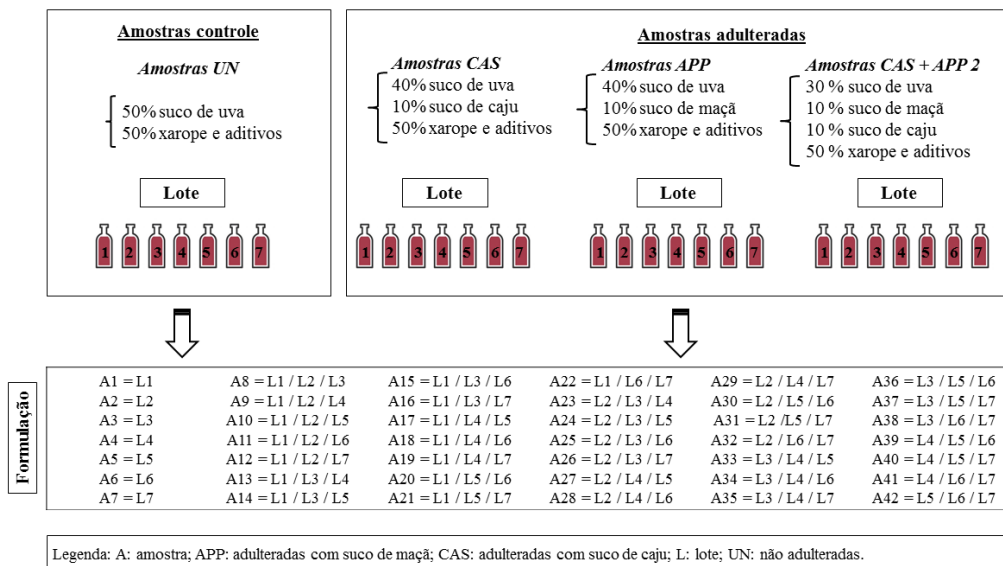 Amostras controle
Amostras UN
50% suco de uva
50% xarope e aditivos
Lote
1 2 3 4 5 6 7
Amostras adulteradas
Amostras CAS
40% suco de uva
10% suco de caju
50% xarope e aditivos
Lote
1 2 3 4 5 6 7
Amostras APP
40% suco de uva
10% suco de maçã
50% xarope e aditivos
Lote
1 2 3 4 5 6 7
Amostras CAS + APP 2
30 % suco de uva
10 % suco de maçã
10 % suco de caju
50 % xarope e aditivos
Lote
1 2 3 4 5 6 7
Formulação
A1 = L1
A2 = L2
A3 = L3
A4 = L4
A5 = L5
A6 = L6
A7 = L7
A8 = L1 / L2 / L3
A9 = L1 / L2 / L4
A10 = L1 / L2 / L5
A11 = L1 / L2 / L6
A12 = L1 / L2 / L7
A13 = L1 / L3 / L4
A14 = L1 / L3 / L5
A15 = L1 / L3 / L6
A16 = L1 / L3 / L7
A17 = L1 / L4 / L5
A18 = L1 / L4 / L6
A19 = L1 / L4 / L7
A20 = L1 / L5 / L6
A21 = L1 / L5 / L7
A22 = L1 / L6 / L7
A23 = L2 / L3 / L4
A24 = L2 / L3 / L5
A25 = L2 / L3 / L6
A26 = L2 / L3 / L7
A27 = L2 / L4 / L5
A28 = L2 / L4 / L6
A29 = L2 / L4 / L7
A30 = L2 / L5 / L6
A31 = L2 /L5 / L7
A32 = L2 / L6 / L7
A33 = L3 / L4 / L5
A34 = L3 / L4 / L6
A35 = L3 / L4 / L7
A36 = L3 / L5 / L6
A37 = L3 / L5 / L7
A38 = L3 / L6 / L7
A39 = L4 / L5 / L6
A40 = L4 / L5 / L7
A41 = L4 / L6 / L7
A42 = L5 / L6 / L7
Legenda: A: amostra; APP: adulteradas com suco de maçã; CAS: adulteradas com suco de caju; L: lote; UN: não adulteradas.